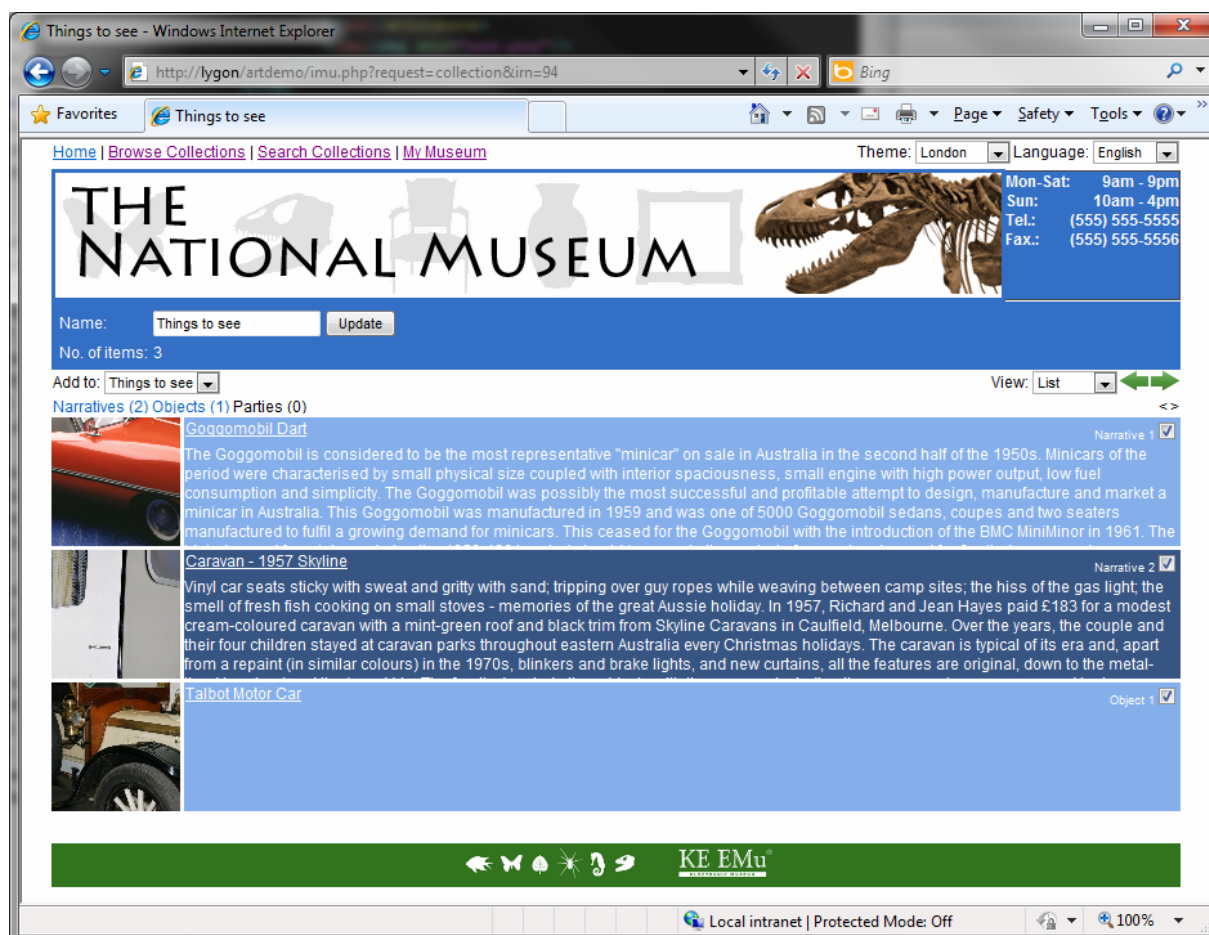 Things to see - Windows Internet Explorer
http://lygon/artdemo/imu.php?request=collection&irn=94
Bing
Favorites
Things to see
Page Safety Tools
Home | Browse Collections | Search Collections | My Museum
Theme: London Language: English
THE
NATIONAL MUSEUM
Mon-Sat: 9am - 9pm
Sun: 10am - 4pm
Tel.: (555) 555-5555
Fax.: (555) 555-5556
Name: Things to see Update
No. of items: 3
Add to: Things to see View: List
Narratives (2) Objects (1) Parties (0) < >
Goggomobil Dart
Narrative 1
The Goggomobil is considered to be the most representative "minicar" on sale in Australia in the second half of the 1950s. Minicars of the
period were characterised by small physical size coupled with interior spaciousness, small engine with high power output, low fuel
consumption and simplicity. The Goggomobil was possibly the most successful and profitable attempt to design, manufacture and market a
minicar in Australia. This Goggomobil was manufactured in 1959 and was one of 5000 Goggomobil sedans, coupes and two seaters
manufactured to fulfil a growing demand for minicars. This ceased for the Goggomobil with the introduction of the BMC MiniMinor in 1961. The
Caravan - 1957 Skyline
Narrative 2
Vinyl car seats sticky with sweat and gritty with sand; tripping over guy ropes while weaving between camp sites; the hiss of the gas light; the
smell of fresh fish cooking on small stoves - memories of the great Aussie holiday. In 1957, Richard and Jean Hayes paid £183 for a modest
cream-coloured caravan with a mint-green roof and black trim from Skyline Caravans in Caulfield, Melbourne. Over the years, the couple and
their four children stayed at caravan parks throughout eastern Australia every Christmas holidays. The caravan is typical of its era and, apart
from a repaint (in similar colours) in the 1970s, blinkers and brake lights, and new curtains, all the features are original, down to the metal-
Talbot Motor Car
Object 1
KE EMu
ELECTRONIC MUSEUM
Local intranet | Protected Mode: Off
100%